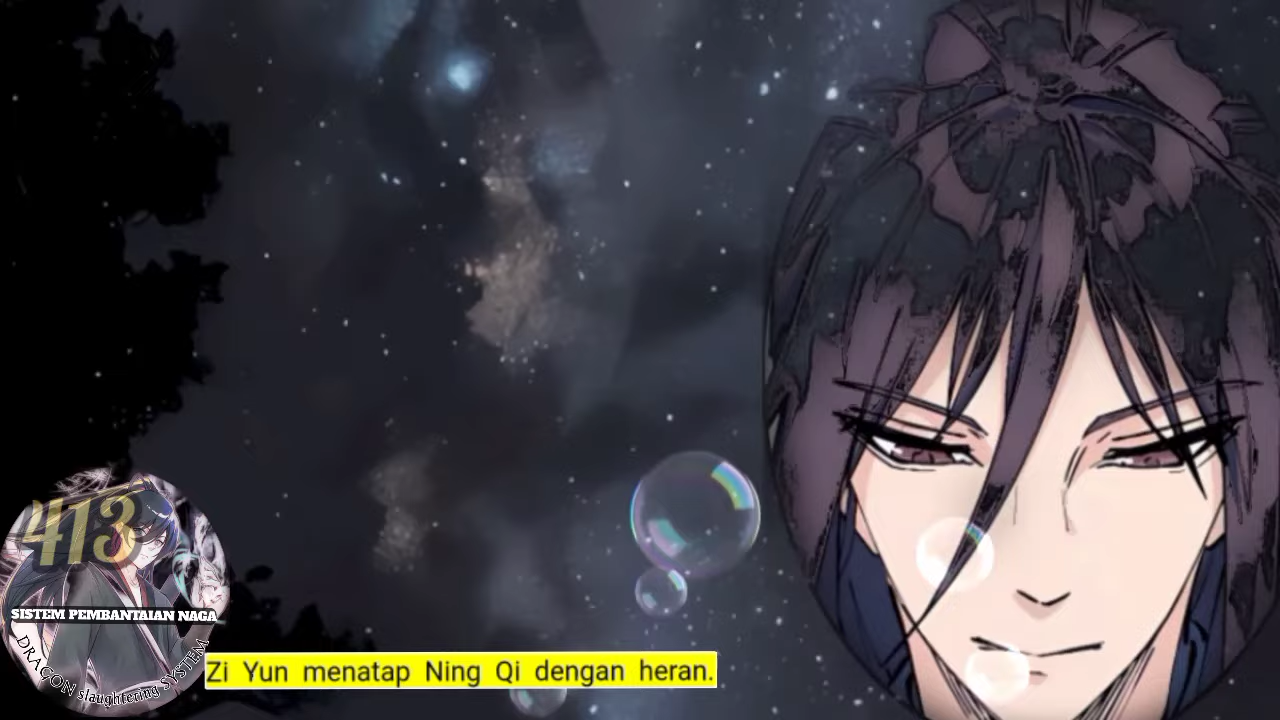 413
SISTEM PEMBANTAIAN NAGA
DRAGON slaughtering SYSTEM
Zi Yun menatap Ning Qi dengan heran.